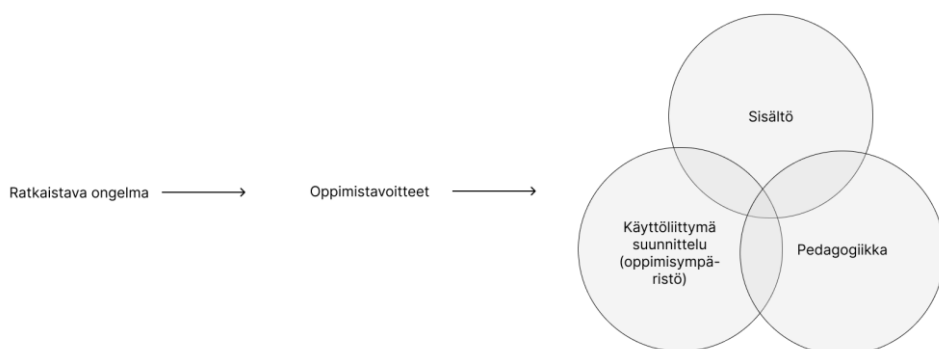 Ratkaistava ongelma
Oppimistavoitteet
Sisältö
Käyttöliittymä
suunnittelu
(oppimisympä-
ristö)
Pedagogiikka